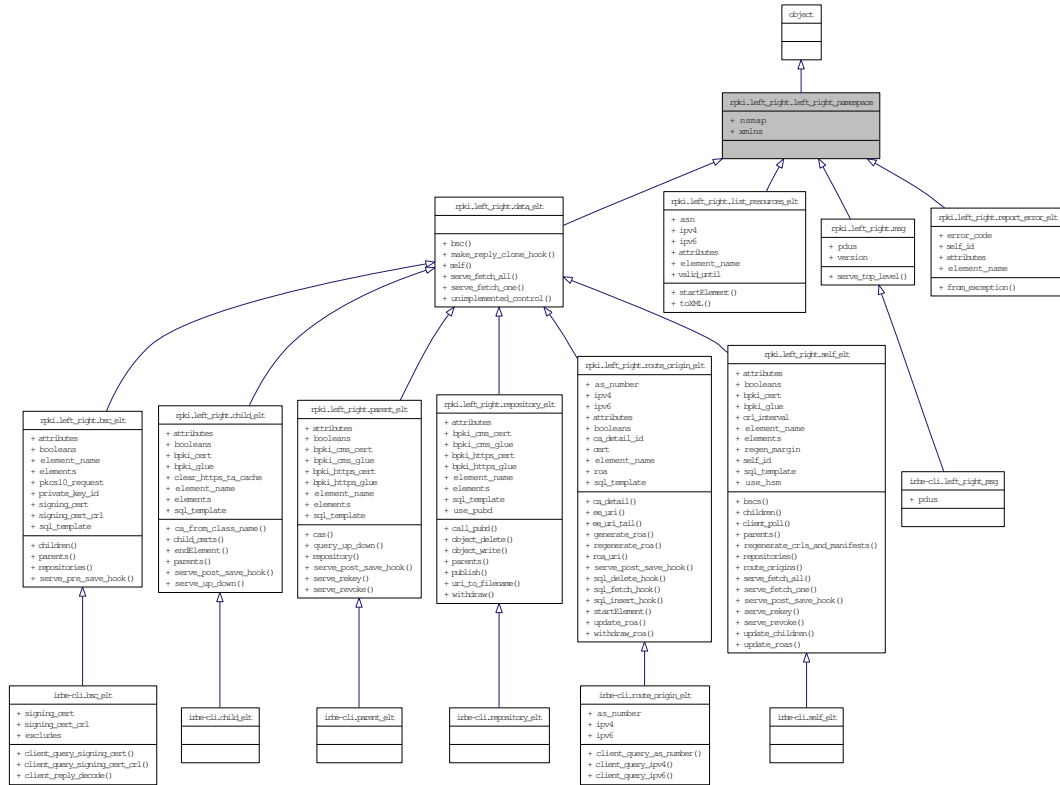 object
rpki.left_right.left_right_namespace
+ nsmap
+ xmlns
rpki.left_right.data_elt
+ bsc()
+ make_reply_clone_hook()
+ self()
+ serve_fetch_all()
+ serve_fetch_one()
+ unimplemented_control()
rpki.left_right.list_resources_elt
+ asn
+ ipv4
+ ipv6
+ attributes
+ element_name
+ valid_until
+ startElement()
+ toXML()
rpki.left_right.msg
+ pdus
+ version
+ serve_top_level()
rpki.left_right.report_error_elt
+ error_code
+ self_id
+ attributes
+ element_name
+ from_exception()
rpki.left_right.bsc_elt
+ attributes
+ booleans
+ element_name
+ elements
+ pkcs10_request
+ private_key_id
+ signing_cert
+ signing_cert_crl
+ sql_template
+ children()
+ parents()
+ repositories()
+ serve_pre_save_hook()
rpki.left_right.child_elt
+ attributes
+ booleans
+ bpki_cert
+ bpki_glue
+ clear_https_ta_cache
+ element_name
+ elements
+ sql_template
+ ca_from_class_name()
+ child_certs()
+ endElement()
+ parents()
+ serve_post_save_hook()
+ serve_up_down()
rpki.left_right.parent_elt
+ attributes
+ booleans
+ bpki_cms_cert
+ bpki_cms_glue
+ bpki_https_cert
+ bpki_https_glue
+ element_name
+ elements
+ sql_template
+ cas()
+ query_up_down()
+ repository()
+ serve_post_save_hook()
+ serve_rekey()
+ serve_revoke()
rpki.left_right.repository_elt
+ attributes
+ bpki_cms_cert
+ bpki_cms_glue
+ bpki_https_cert
+ bpki_https_glue
+ element_name
+ elements
+ sql_template
+ use_pubd
+ call_pubd()
+ object_delete()
+ object_write()
+ parents()
+ publish()
+ uri_to_filename()
+ withdraw()
rpki.left_right.route_origin_elt
+ as_number
+ ipv4
+ ipv6
+ attributes
+ booleans
+ ca_detail_id
+ cert
+ element_name
+ roa
+ sql_template
+ ca_detail()
+ ee_uri()
+ ee_uri_tail()
+ generate_roa()
+ regenerate_roa()
+ roa_uri()
+ serve_post_save_hook()
+ sql_delete_hook()
+ sql_fetch_hook()
+ sql_insert_hook()
+ startElement()
+ update_roa()
+ withdraw_roa()
rpki.left_right.self_elt
+ attributes
+ booleans
+ bpki_cert
+ bpki_glue
+ crl_interval
+ element_name
+ elements
+ regen_margin
+ self_id
+ sql_template
+ use_hsm
+ bscs()
+ children()
+ client_poll()
+ parents()
+ regenerate_crls_and_manifests()
+ repositories()
+ route_origins()
+ serve_fetch_all()
+ serve_fetch_one()
+ serve_post_save_hook()
+ serve_rekey()
+ serve_revoke()
+ update_children()
+ update_roas()
irbe-cli.left_right_msg
+ pdus
irbe-cli.bsc_elt
+ signing_cert
+ signing_cert_crl
+ excludes
+ client_query_signing_cert()
+ client_query_signing_cert_crl()
+ client_reply_decode()
irbe-cli.child_elt
irbe-cli.parent_elt
irbe-cli.repository_elt
irbe-cli.route_origin_elt
+ as_number
+ ipv4
+ ipv6
+ client_query_as_number()
+ client_query_ipv4()
+ client_query_ipv6()
irbe-cli.self_elt